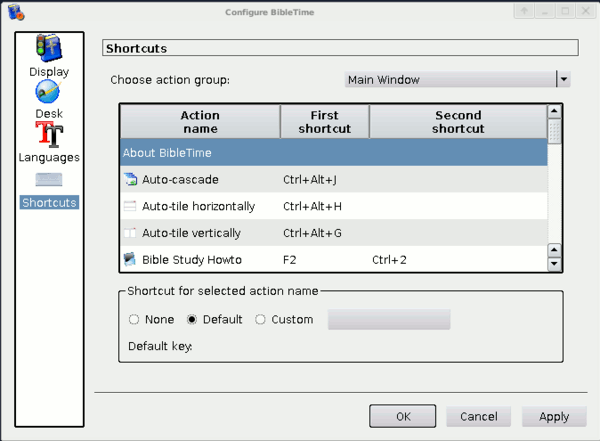 Configure BibleTime
Display
Desk
Languages
Shortcuts
Shortcuts
Choose action group: Main Window
Action name First shortcut Second shortcut
About BibleTime
Auto-cascade Ctrl+Alt+J
Auto-tile horizontally Ctrl+Alt+H
Auto-tile vertically Ctrl+Alt+G
Bible Study Howto F2 Ctrl+2
Shortcut for selected action name
None Default Custom
Default key:
OK Cancel Apply